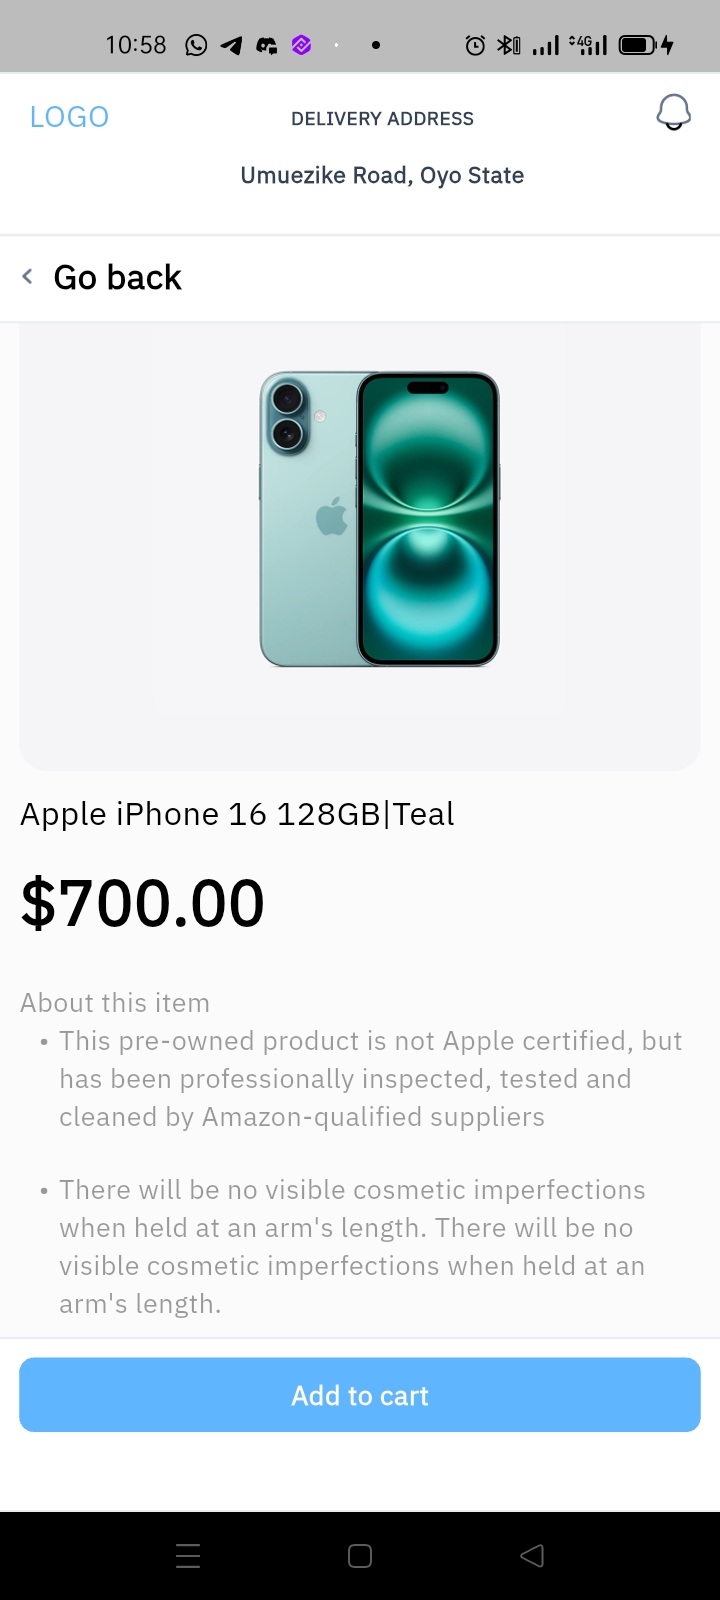 10:58
4G
LOGO
DELIVERY ADDRESS
Umuezike Road, Oyo State
Go back
Apple iPhone 16 128GB|Teal
$700.00
About this item
• This pre-owned product is not Apple certified, but
has been professionally inspected, tested and
cleaned by Amazon-qualified suppliers
• There will be no visible cosmetic imperfections
when held at an arm's length. There will be no
visible cosmetic imperfections when held at an
arm's length.
Add to cart